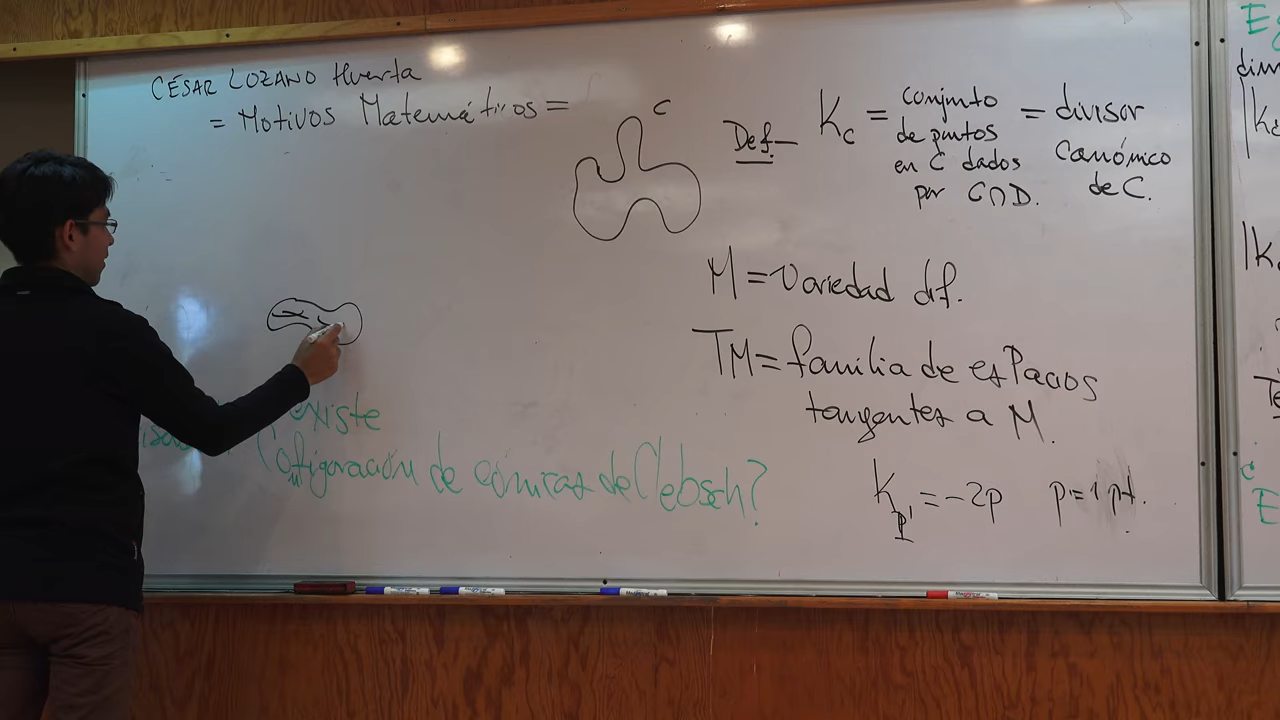 CÉSAR LOZANO Huerta
= Motivos Matemáticos =
C
Def-
K_C = conjunto = divisor
de puntos canónico
en C dados de C.
por C∩D.
M = variedad dif.
TM = familia de espacios
tangentes a M.
existe
Configuración de cónicas de Clebsch?
K_P¹ = -2p p = 1 pt.